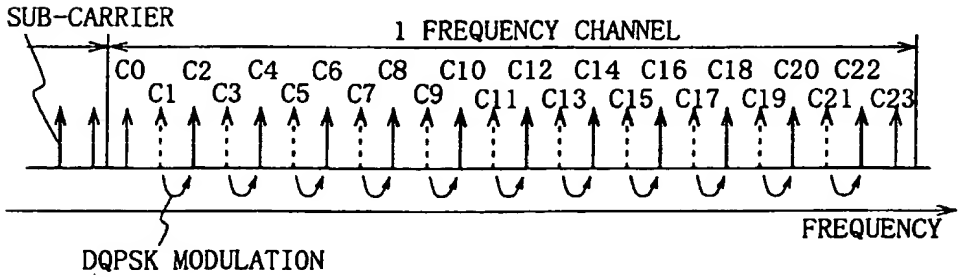 SUB-CARRIER
1 FREQUENCY CHANNEL
C0 C2 C4 C6 C8 C10 C12 C14 C16 C18 C20 C22
C1 C3 C5 C7 C9 C11 C13 C15 C17 C19 C21 C23
FREQUENCY
DQPSK MODULATION